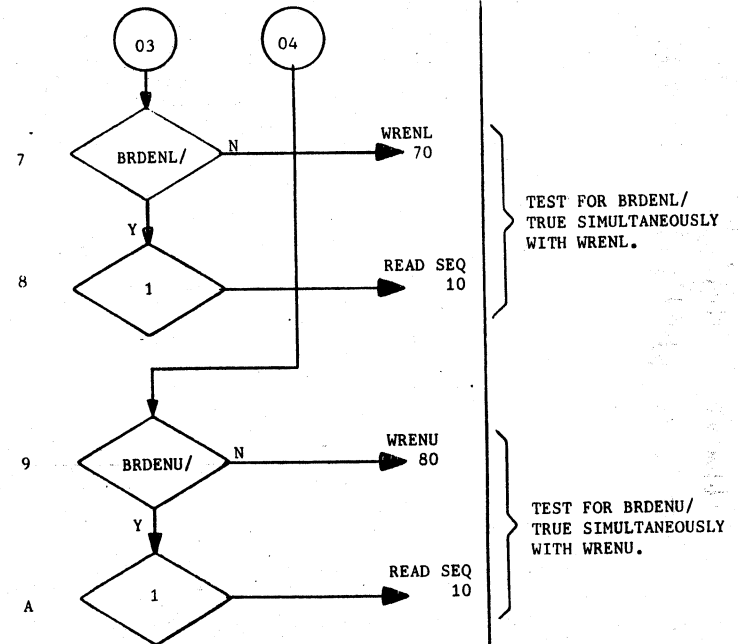 03
04
7
BRDENL/
N
WRENL
70
Y
TEST FOR BRDENL/
TRUE SIMULTANEOUSLY
WITH WRENL.
8
1
READ SEQ
10
9
BRDENU/
N
WRENU
80
Y
TEST FOR BRDENU/
TRUE SIMULTANEOUSLY
WITH WRENU.
A
1
READ SEQ
10